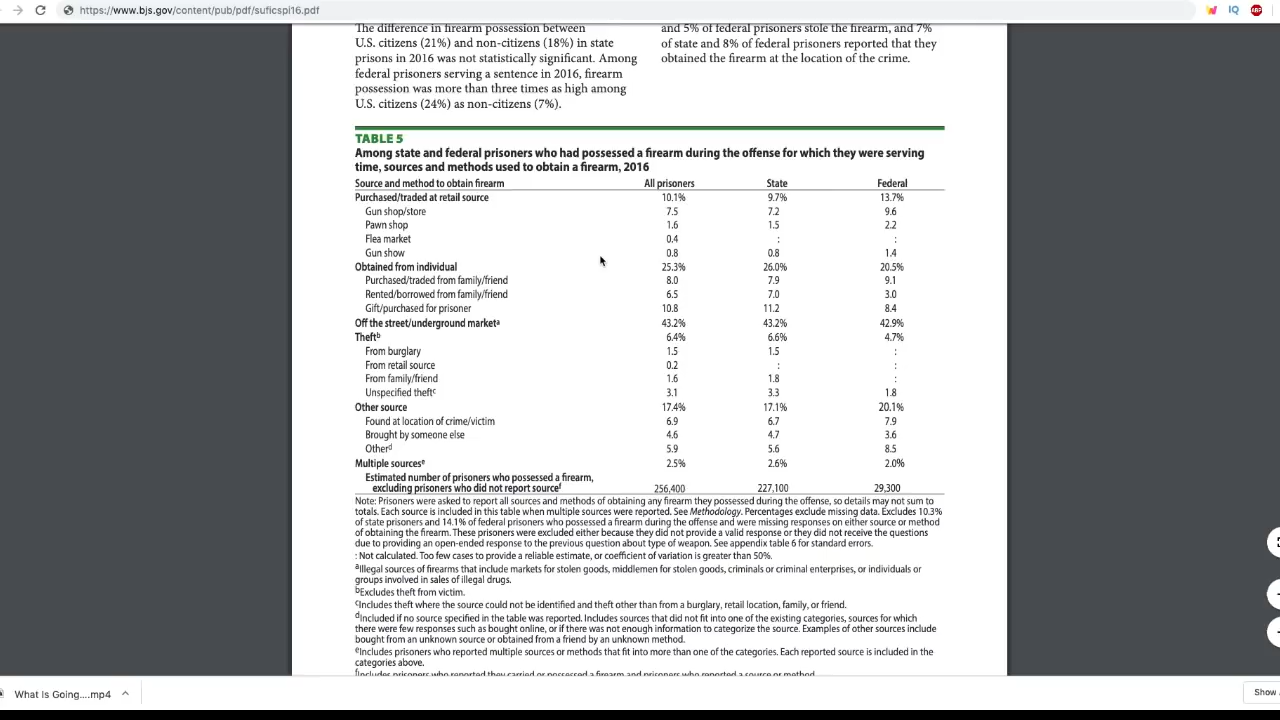 https://www.bjs.gov/content/pub/pdf/suficspi16.pdf
W IQ ABP
The difference in firearm possession between
U.S. citizens (21%) and non-citizens (18%) in state
prisons in 2016 was not statistically significant. Among
federal prisoners serving a sentence in 2016, firearm
possession was more than three times as high among
U.S. citizens (24%) as non-citizens (7%).
and 5% of federal prisoners stole the firearm, and 7%
of state and 8% of federal prisoners reported that they
obtained the firearm at the location of the crime.
TABLE 5
Among state and federal prisoners who had possessed a firearm during the offense for which they were serving
time, sources and methods used to obtain a firearm, 2016
Source and method to obtain firearm All prisoners State Federal
Purchased/traded at retail source 10.1% 9.7% 13.7%
Gun shop/store 7.5 7.2 9.6
Pawn shop 1.6 1.5 2.2
Flea market 0.4 : :
Gun show 0.8 0.8 1.4
Obtained from individual 25.3% 26.0% 20.5%
Purchased/traded from family/friend 8.0 7.9 9.1
Rented/borrowed from family/friend 6.5 7.0 3.0
Gift/purchased for prisoner 10.8 11.2 8.4
Off the street/underground marketa 43.2% 43.2% 42.9%
Theftb 6.4% 6.6% 4.7%
From burglary 1.5 1.5 :
From retail source 0.2 : :
From family/friend 1.6 1.8 :
Unspecified theftc 3.1 3.3 1.8
Other source 17.4% 17.1% 20.1%
Found at location of crime/victim 6.9 6.7 7.9
Brought by someone else 4.6 4.7 3.6
Otherd 5.9 5.6 8.5
Multiple sourcese 2.5% 2.6% 2.0%
Estimated number of prisoners who possessed a firearm,
excluding prisoners who did not report sourcef 256,400 227,100 29,300
Note: Prisoners were asked to report all sources and methods of obtaining any firearm they possessed during the offense, so details may not sum to
totals. Each source is included in this table when multiple sources were reported. See Methodology. Percentages exclude missing data. Excludes 10.3%
of state prisoners and 14.1% of federal prisoners who possessed a firearm during the offense and were missing responses on either source or method
of obtaining the firearm. These prisoners were excluded either because they did not provide a valid response or they did not receive the questions
due to providing an open-ended response to the previous question about type of weapon. See appendix table 6 for standard errors.
: Not calculated. Too few cases to provide a reliable estimate, or coefficient of variation is greater than 50%.
aIllegal sources of firearms that include markets for stolen goods, middlemen for stolen goods, criminals or criminal enterprises, or individuals or
groups involved in sales of illegal drugs.
bExcludes theft from victim.
cIncludes theft where the source could not be identified and theft other than from a burglary, retail location, family, or friend.
dIncluded if no source specified in the table was reported. Includes sources that did not fit into one of the existing categories, sources for which
there were few responses such as bought online, or if there was not enough information to categorize the source. Examples of other sources include
bought from an unknown source or obtained from a friend by an unknown method.
eIncludes prisoners who reported multiple sources or methods that fit into more than one of the categories. Each reported source is included in the
categories above.
fIncludes prisoners who reported they carried or possessed a firearm and prisoners who reported a source or method
What Is Going....mp4
Show